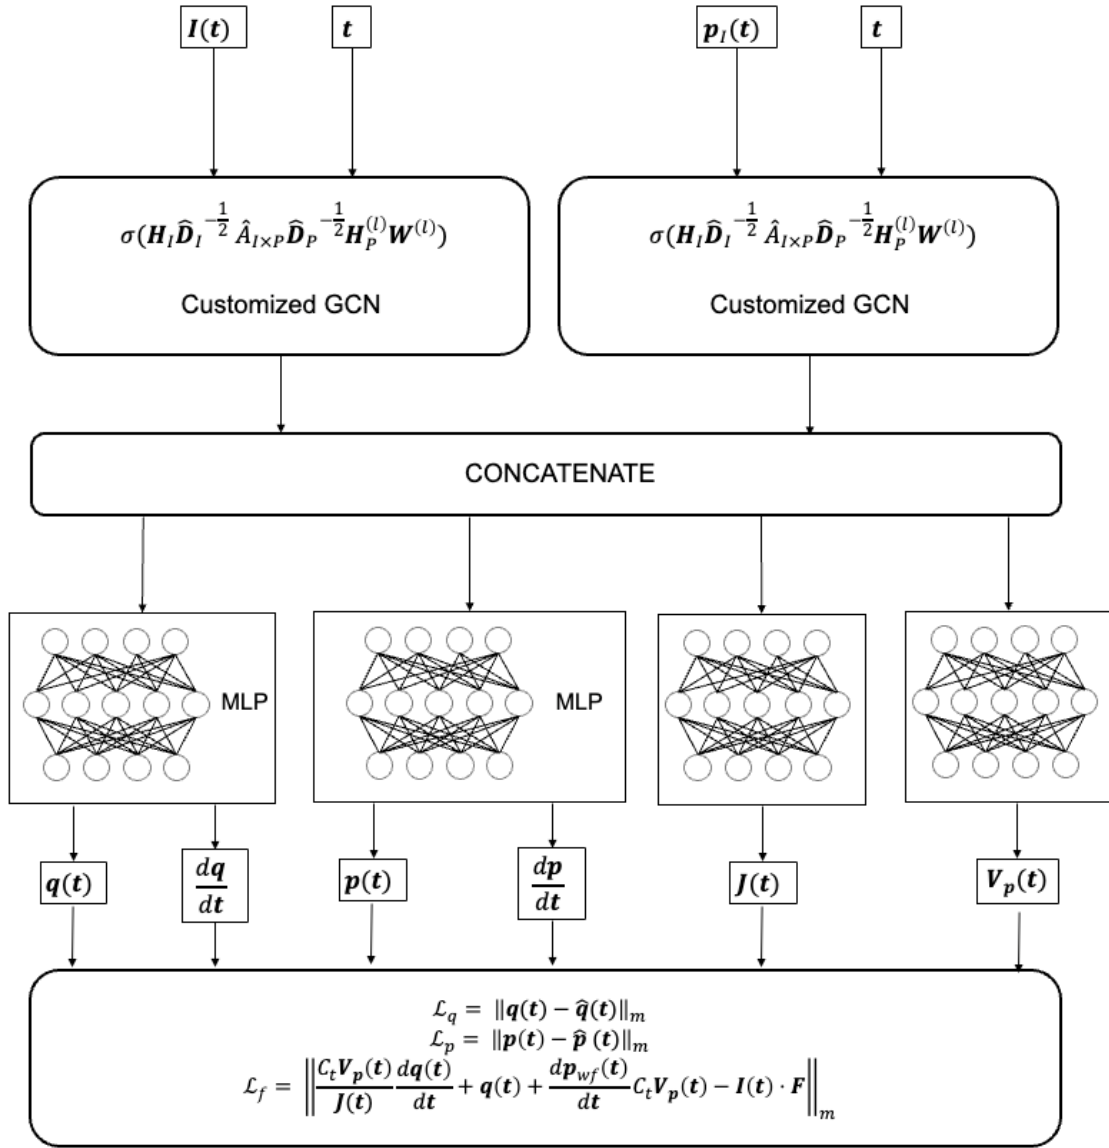 I(t) t p_I(t) t
σ(H_I D̂_I^{-1/2} Â_{I×P} D̂_P^{-1/2} H_P^{(l)} W^{(l)}) σ(H_I D̂_I^{-1/2} Â_{I×P} D̂_P^{-1/2} H_P^{(l)} W^{(l)})
Customized GCN Customized GCN
CONCATENATE
MLP MLP
q(t) dq/dt p(t) dp/dt J(t) V_p(t)
ℒ_q = ‖q(t) − q̂(t)‖_m
ℒ_p = ‖p(t) − p̂ (t)‖_m
ℒ_f = ‖C_t V_p(t)/J(t) dq(t)/dt + q(t) + dp_{wf}(t)/dt C_t V_p(t) − I(t) · F‖_m